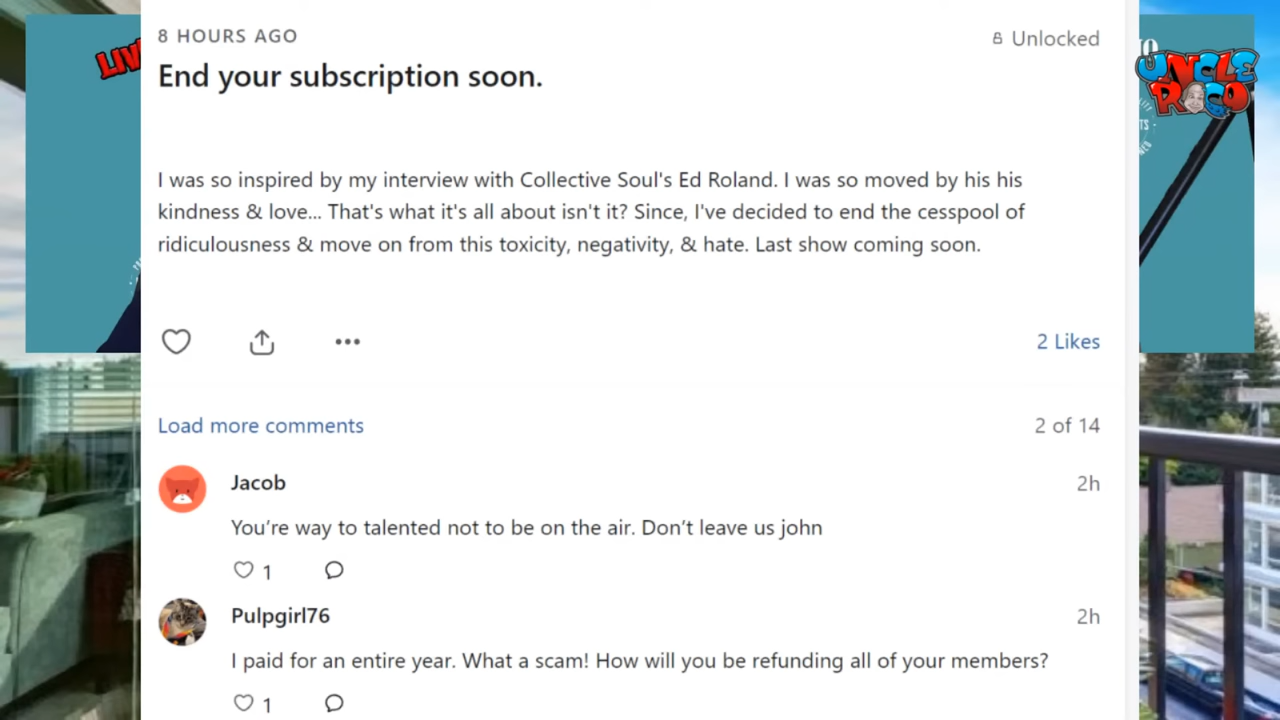 8 HOURS AGO
Unlocked
End your subscription soon.
LIV
UNCLE
ROCO
I was so inspired by my interview with Collective Soul's Ed Roland. I was so moved by his his
kindness & love... That's what it's all about isn't it? Since, I've decided to end the cesspool of
ridiculousness & move on from this toxicity, negativity, & hate. Last show coming soon.
2 Likes
Load more comments
2 of 14
Jacob
2h
You're way to talented not to be on the air. Don't leave us john
1
Pulpgirl76
2h
I paid for an entire year. What a scam! How will you be refunding all of your members?
1